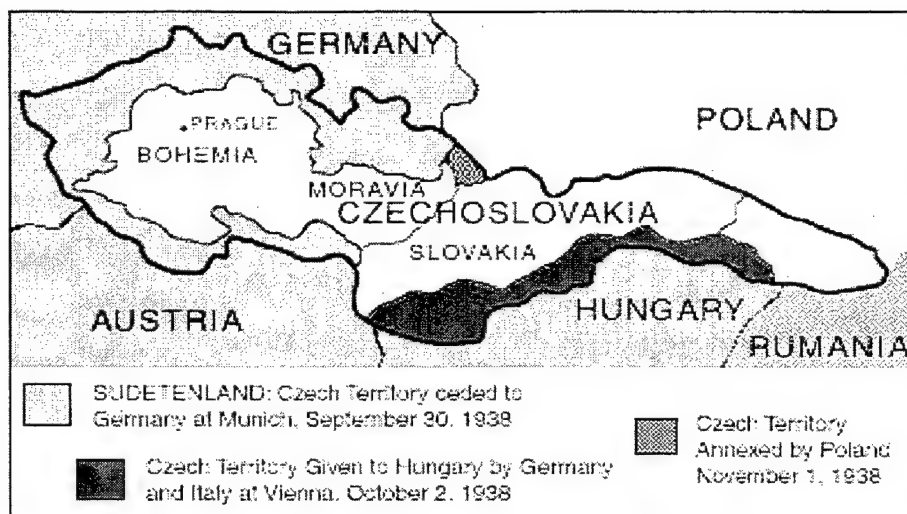 GERMANY
POLAND
PRAGUE
BOHEMIA
MORAVIA
CZECHOSLOVAKIA
SLOVAKIA
AUSTRIA
HUNGARY
RUMANIA
SUDETENLAND: Czech Territory ceded to
Germany at Munich, September 30, 1938
Czech Territory Given to Hungary by Germany
and Italy at Vienna, October 2, 1938
Czech Territory
Annexed by Poland
November 1, 1938